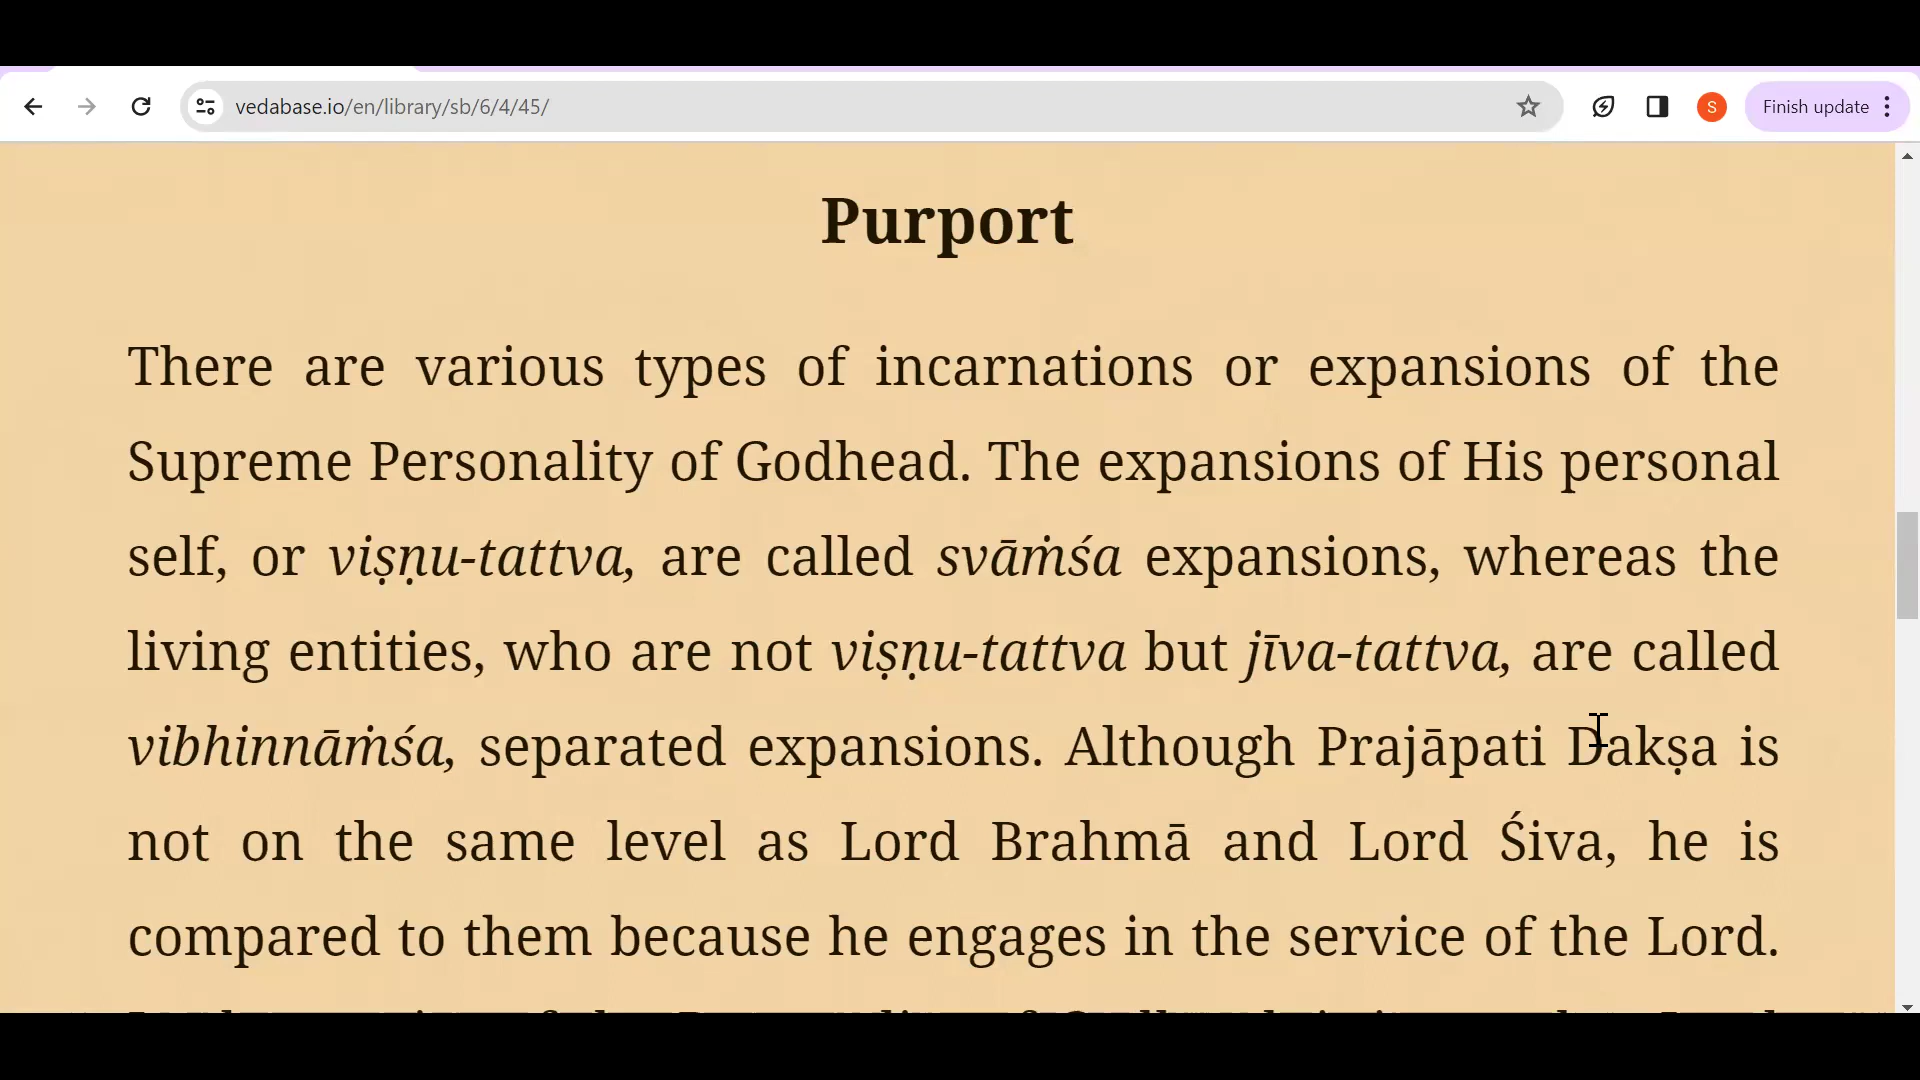 vedabase.io/en/library/sb/6/4/45/
S
Finish update
Purport
There are various types of incarnations or expansions of the
Supreme Personality of Godhead. The expansions of His personal
self, or viṣṇu-tattva, are called svāṁśa expansions, whereas the
living entities, who are not viṣṇu-tattva but jīva-tattva, are called
vibhinnāṁśa, separated expansions. Although Prajāpati Dakṣa is
not on the same level as Lord Brahmā and Lord Śiva, he is
compared to them because he engages in the service of the Lord.